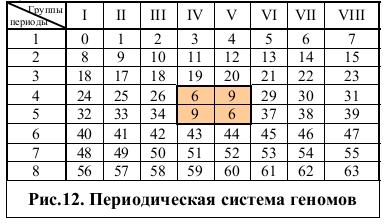 Группы
периоды I II III IV V VI VII VIII
1 0 1 2 3 4 5 6 7
2 8 9 10 11 12 13 14 15
3 18 17 18 19 20 21 22 23
4 24 25 26 6 9 29 30 31
5 32 33 34 9 6 37 38 39
6 40 41 42 43 44 45 46 47
7 48 49 50 51 52 53 54 55
8 56 57 58 59 60 61 62 63
Рис.12. Периодическая система геномов